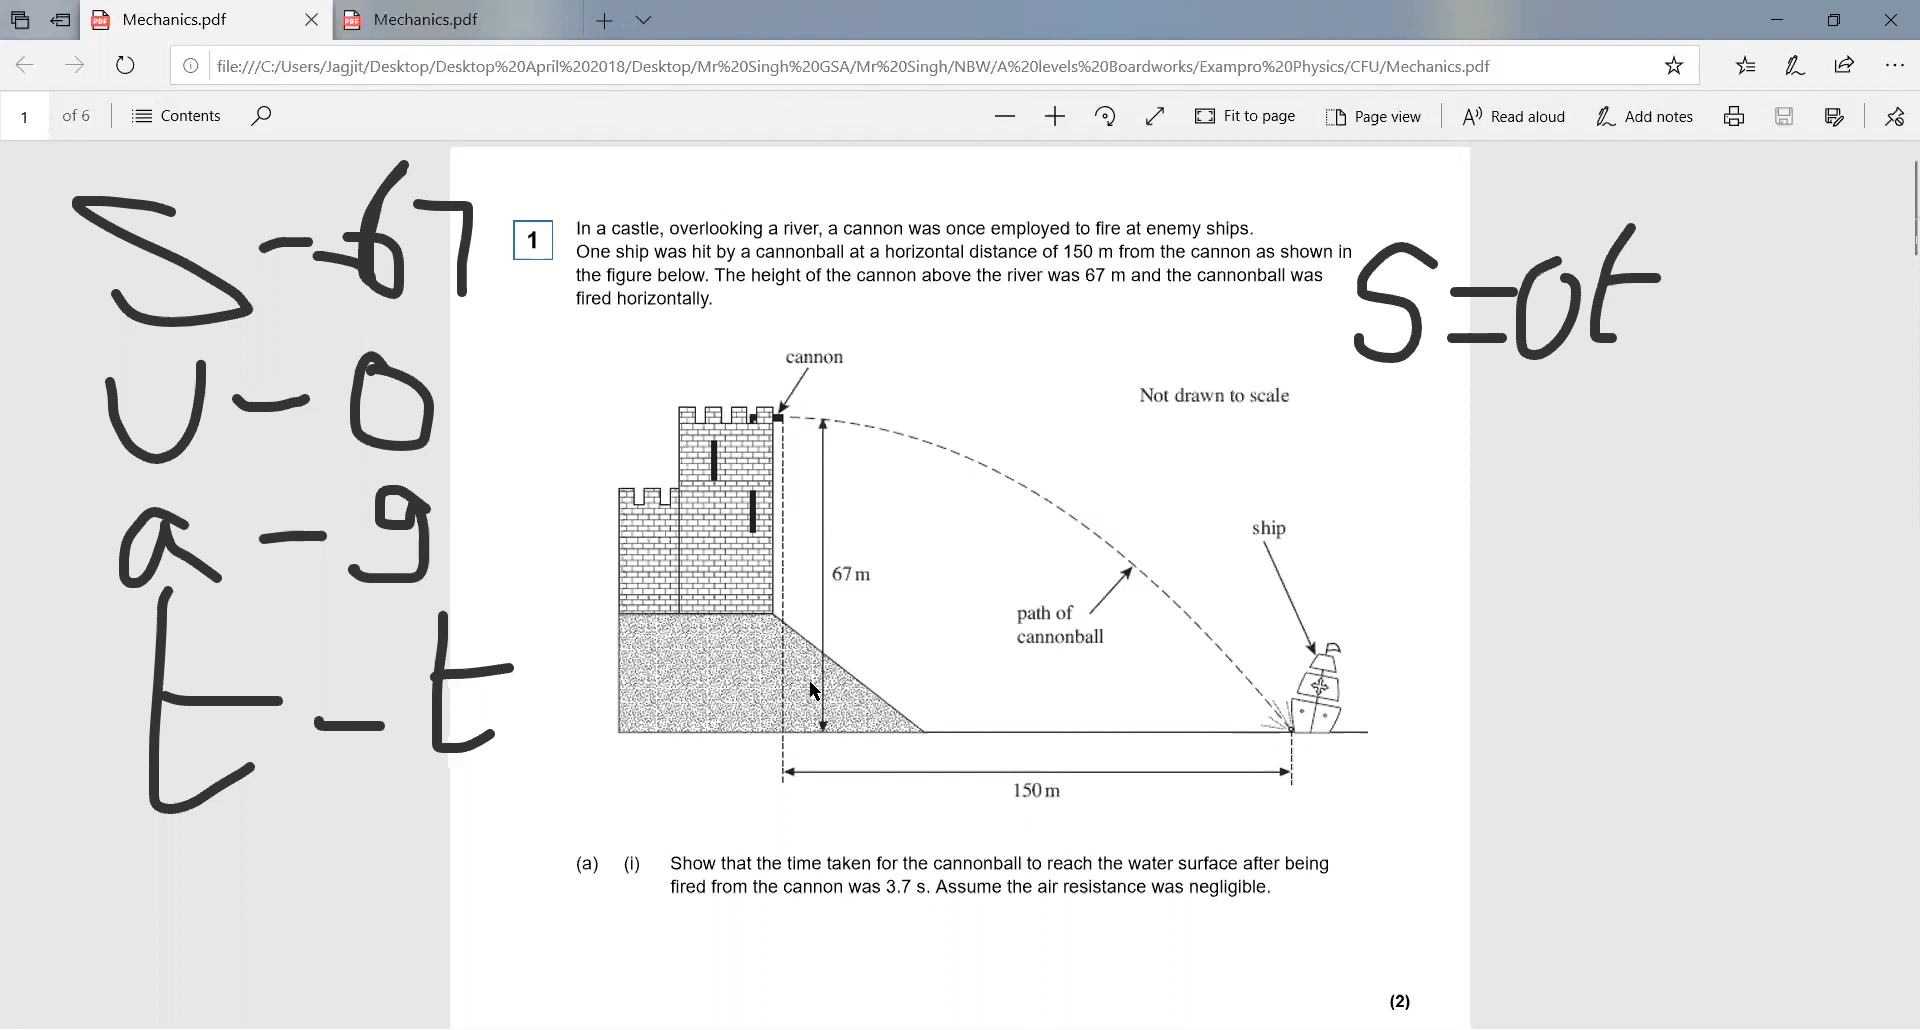 Mechanics.pdf
Mechanics.pdf
file:///C:/Users/Jagjit/Desktop/Desktop%20April%202018/Desktop/Mr%20Singh%20GSA/Mr%20Singh/NBW/A%20levels%20Boardworks/Exampro%20Physics/CFU/Mechanics.pdf
1 of 6 Contents Fit to page Page view Read aloud Add notes
1 In a castle, overlooking a river, a cannon was once employed to fire at enemy ships.
One ship was hit by a cannonball at a horizontal distance of 150 m from the cannon as shown in
the figure below. The height of the cannon above the river was 67 m and the cannonball was
fired horizontally.
S - -67
U - 0
a - g
t - t
S=0t
cannon
Not drawn to scale
ship
67 m
path of
cannonball
150 m
(a) (i) Show that the time taken for the cannonball to reach the water surface after being
fired from the cannon was 3.7 s. Assume the air resistance was negligible.
(2)